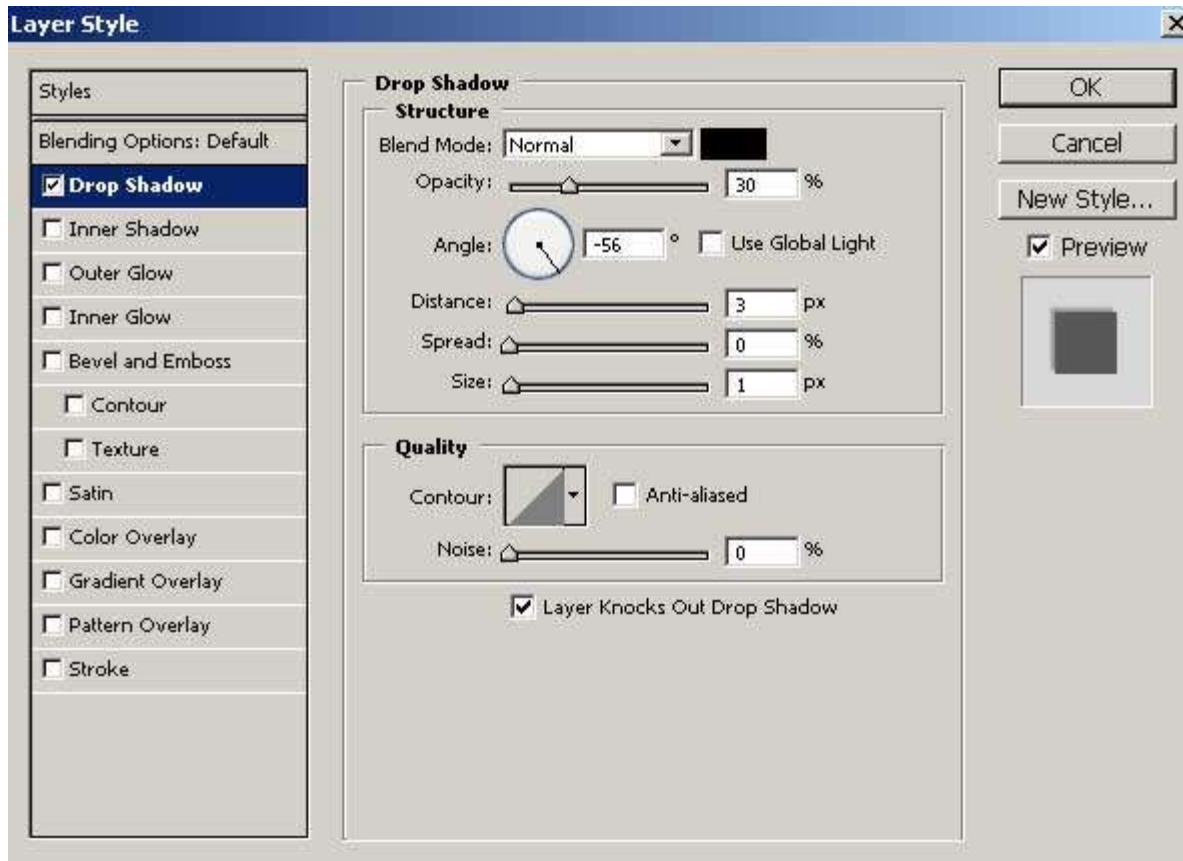 Layer Style
Styles
Blending Options: Default
Drop Shadow
Inner Shadow
Outer Glow
Inner Glow
Bevel and Emboss
Contour
Texture
Satin
Color Overlay
Gradient Overlay
Pattern Overlay
Stroke
Drop Shadow
Structure
Blend Mode: Normal
Opacity: 30 %
Angle: -56 ° Use Global Light
Distance: 3 px
Spread: 0 %
Size: 1 px
Quality
Contour: Anti-aliased
Noise: 0 %
Layer Knocks Out Drop Shadow
OK
Cancel
New Style...
Preview